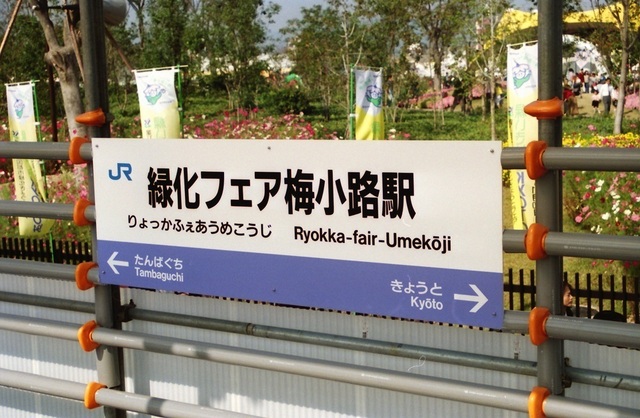 JR 緑化フェア梅小路駅
りょっかふぇあうめこうじ Ryokka-fair-Umekōji
← たんばぐち
Tambaguchi
きょうと →
Kyōto